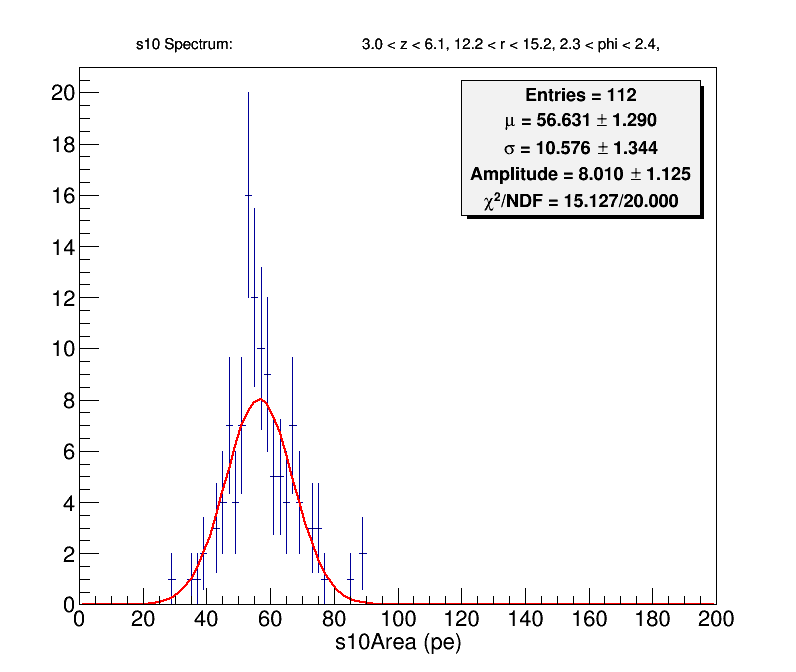 s10 Spectrum: 3.0 < z < 6.1, 12.2 < r < 15.2, 2.3 < phi < 2.4,
Entries = 112
μ = 56.631 ± 1.290
σ = 10.576 ± 1.344
Amplitude = 8.010 ± 1.125
χ²/NDF = 15.127/20.000
20
18
16
14
12
10
8
6
4
2
0
0 20 40 60 80 100 120 140 160 180 200
s10Area (pe)